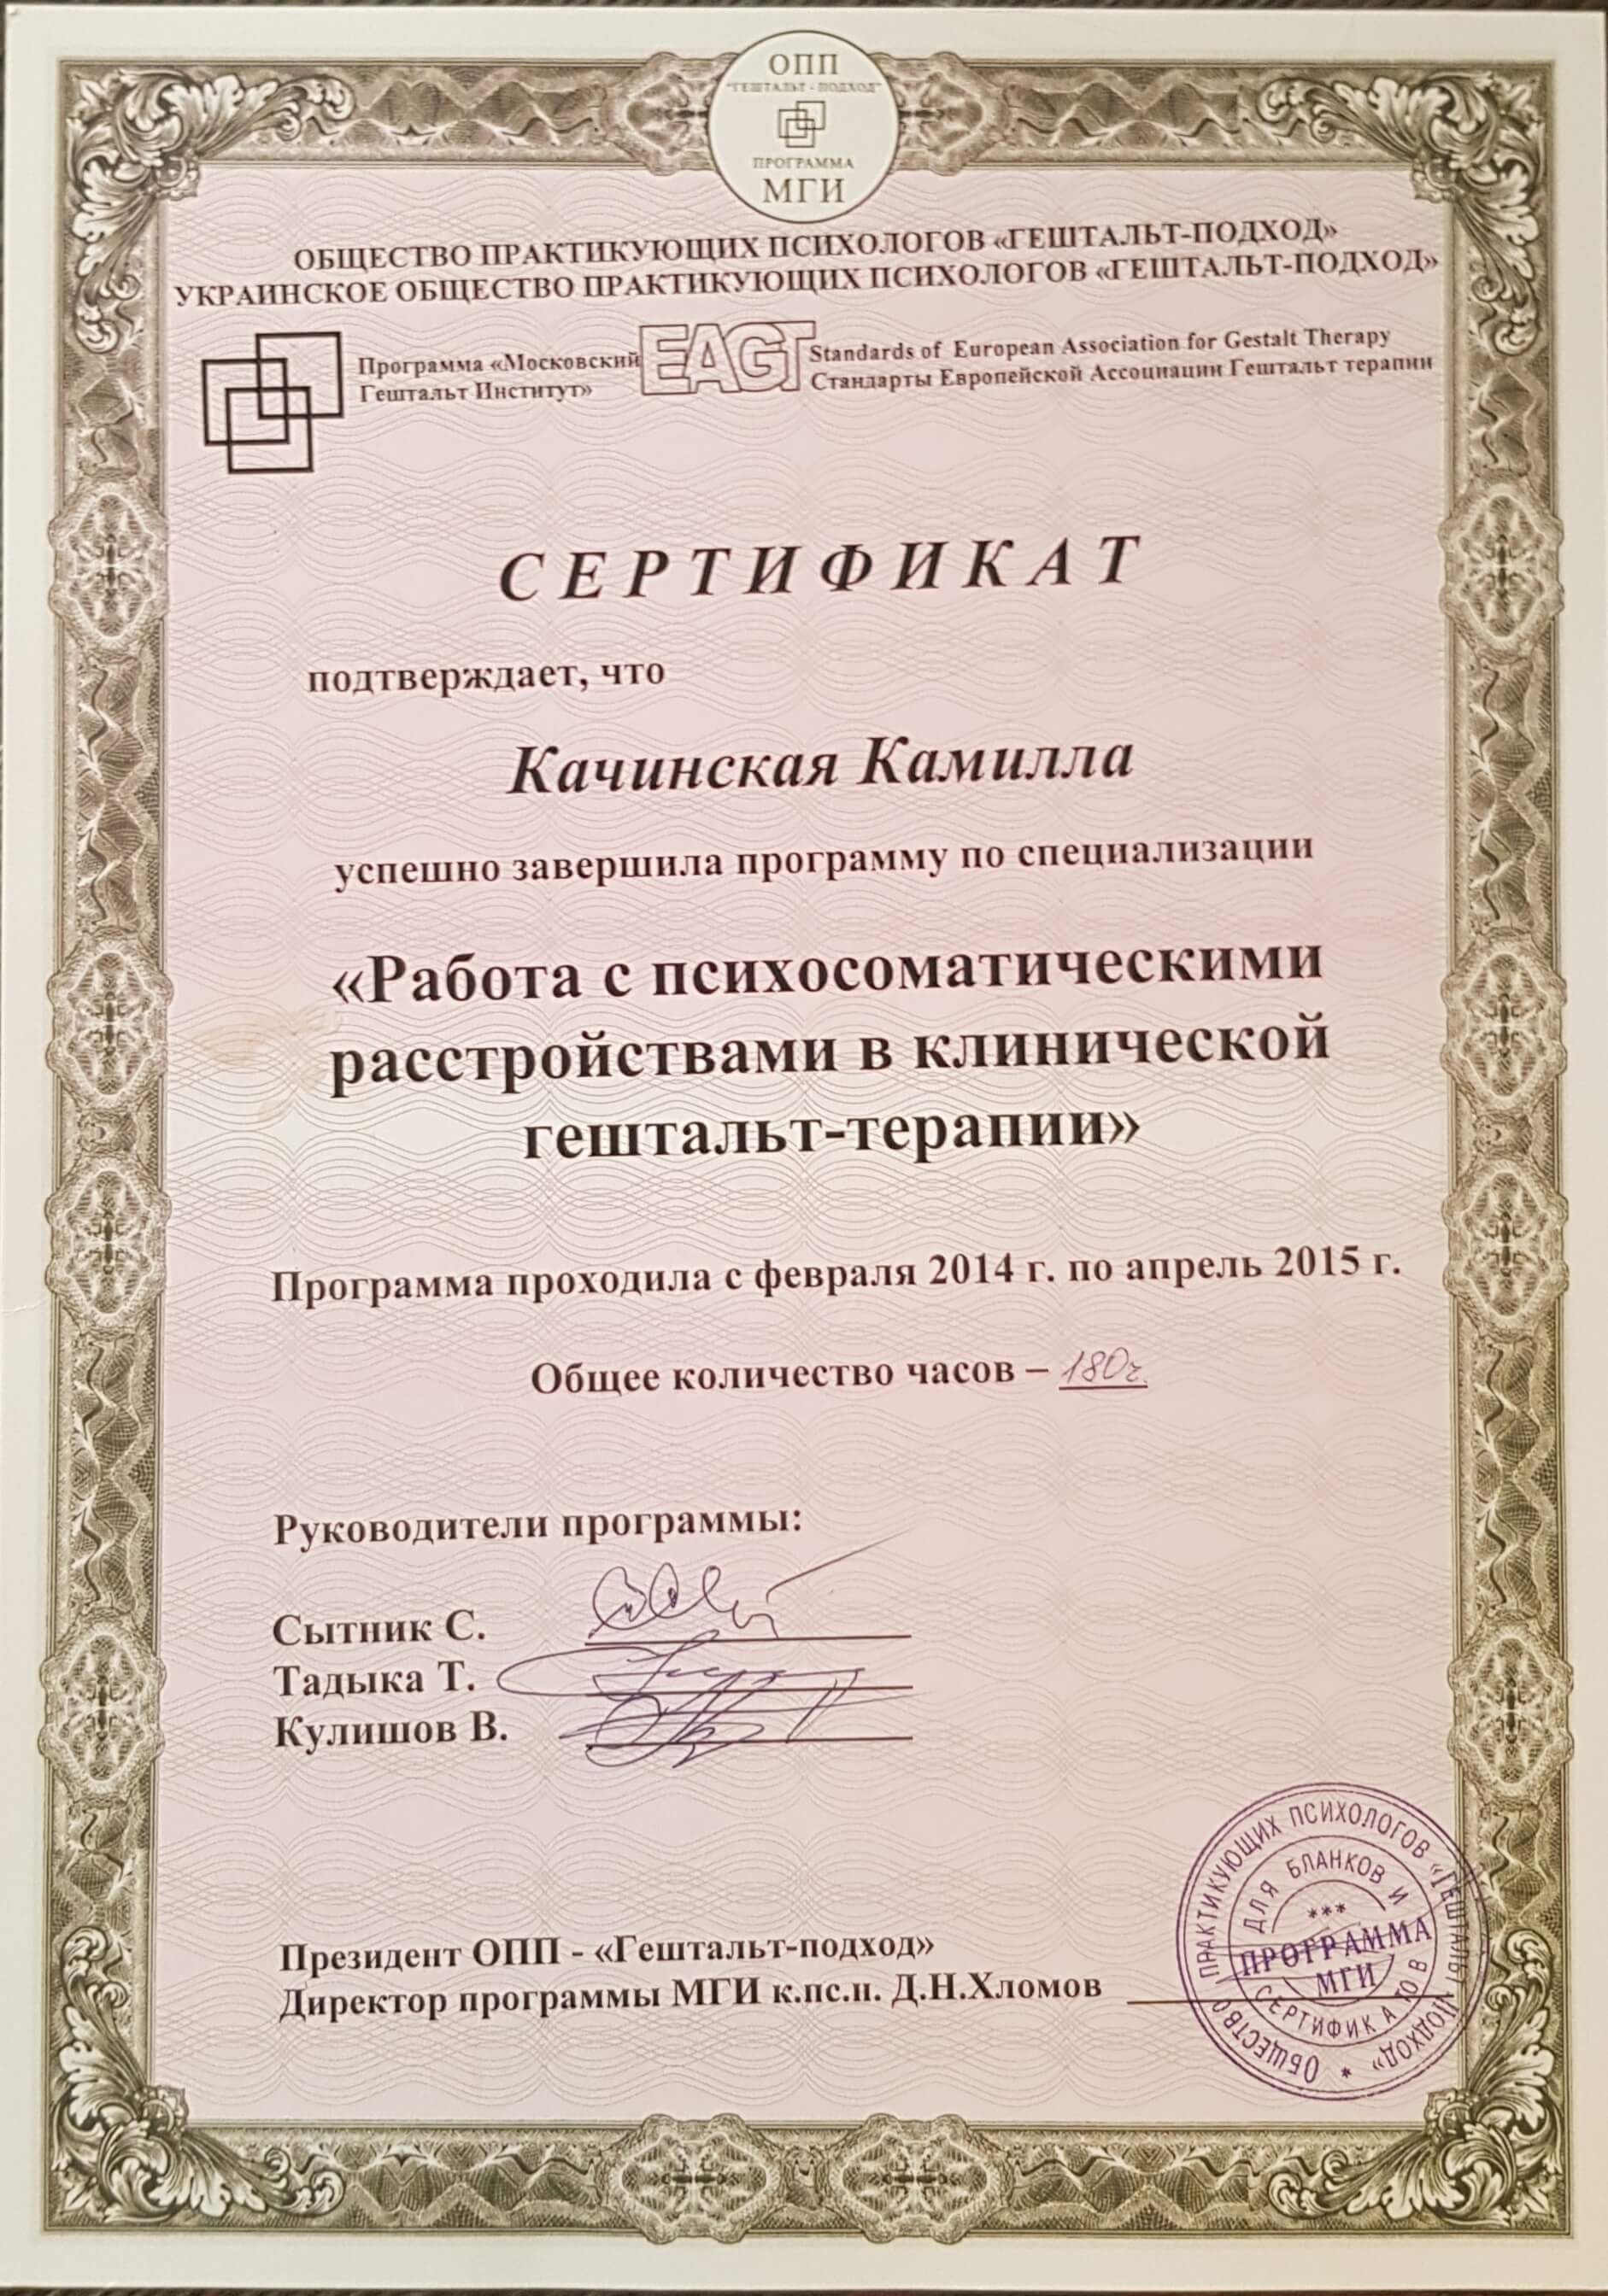 ОПП
"ГЕШТАЛЬТ - ПОДХОД"
ПРОГРАММА
МГИ
ОБЩЕСТВО ПРАКТИКУЮЩИХ ПСИХОЛОГОВ «ГЕШТАЛЬТ-ПОДХОД»
УКРАИНСКОЕ ОБЩЕСТВО ПРАКТИКУЮЩИХ ПСИХОЛОГОВ «ГЕШТАЛЬТ-ПОДХОД»
Программа «Московский
Гештальт Институт»
EAGT
Standards of European Association for Gestalt Therapy
Стандарты Европейской Ассоциации Гештальт терапии
СЕРТИФИКАТ
подтверждает, что
Качинская Камилла
успешно завершила программу по специализации
«Работа с психосоматическими
расстройствами в клинической
гештальт-терапии»
Программа проходила с февраля 2014 г. по апрель 2015 г.
Общее количество часов – 180ч.
Руководители программы:
Сытник С.
Тадыка Т.
Кулишов В.
Президент ОПП - «Гештальт-подход»
Директор программы МГИ к.пс.н. Д.Н.Хломов
ОБЩЕСТВО ПРАКТИКУЮЩИХ ПСИХОЛОГОВ «ГЕШТАЛЬТ ПОДХОД» *
ДЛЯ БЛАНКОВ И СЕРТИФИКАТОВ
***
ПРОГРАММА
МГИ